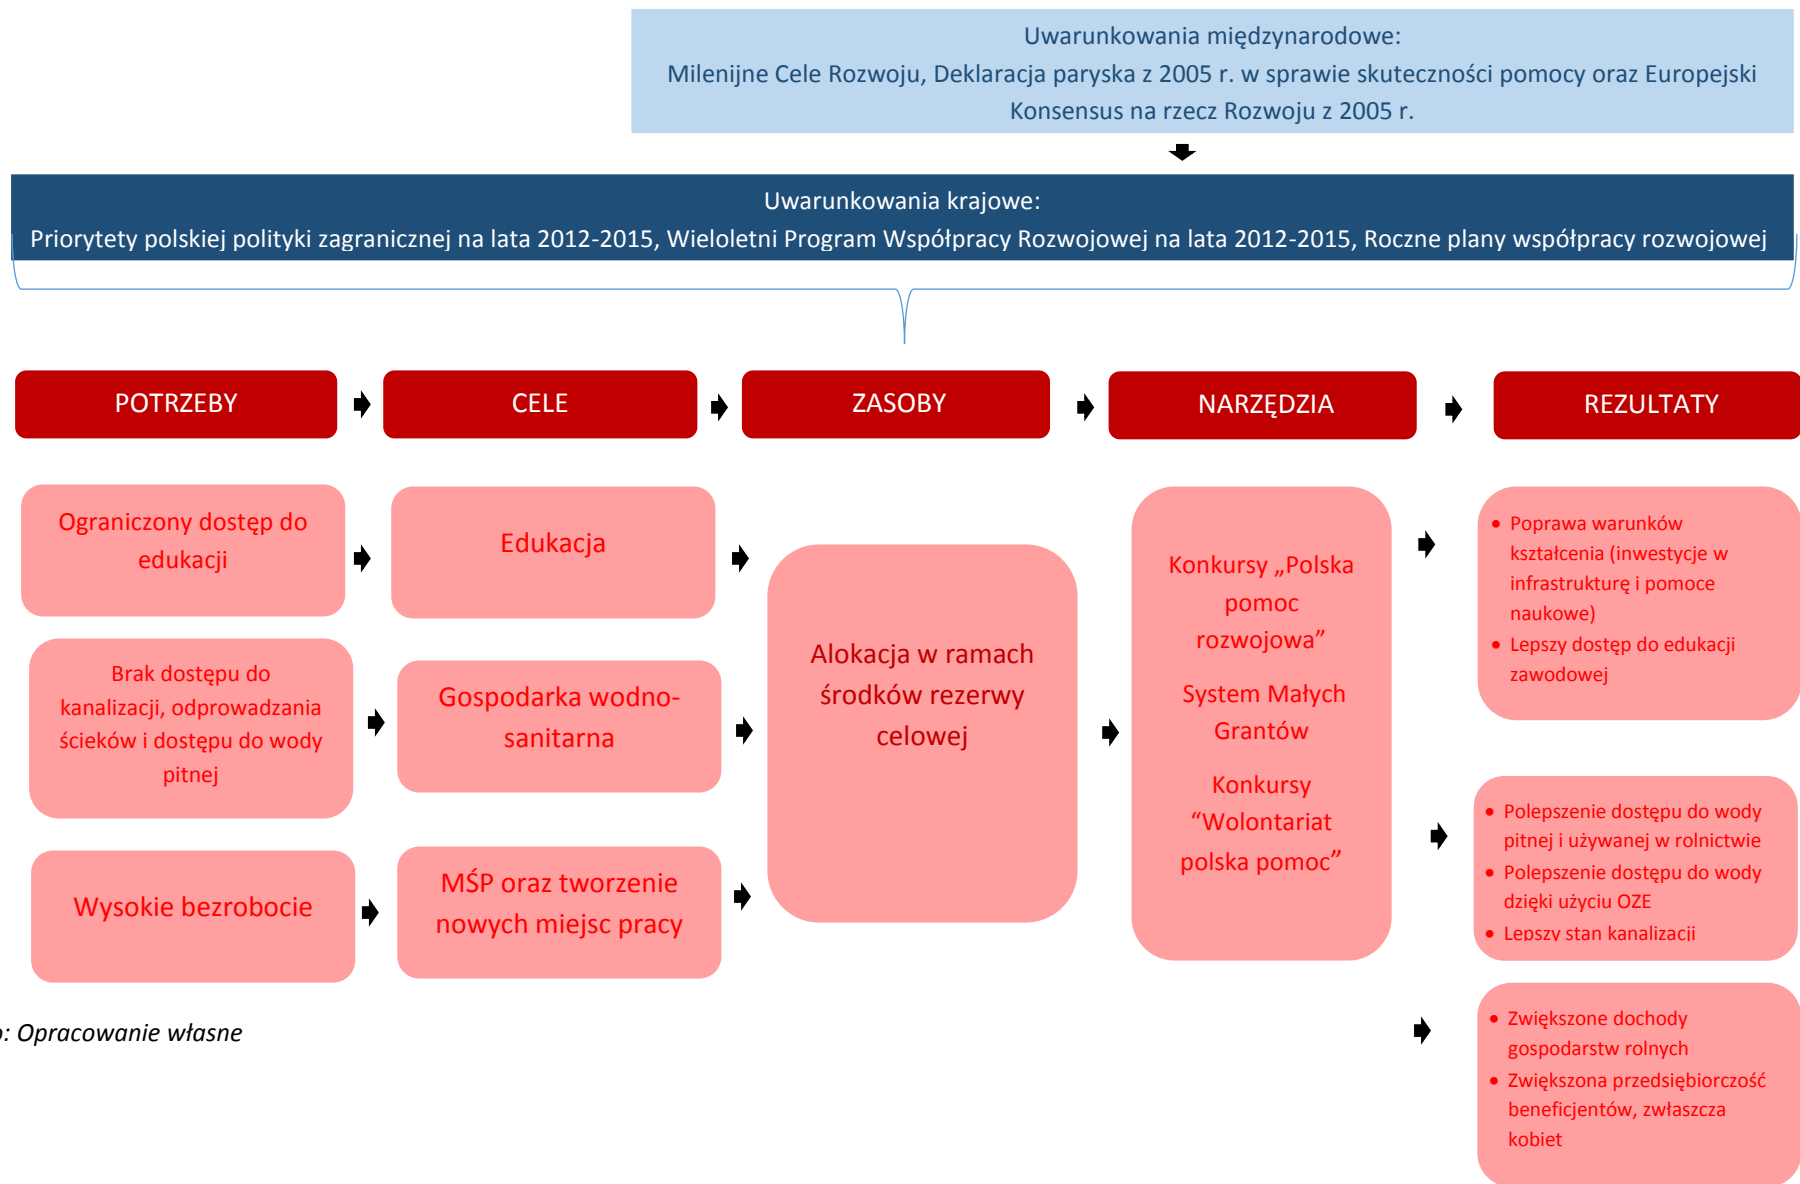 Uwarunkowania międzynarodowe:
Milenijne Cele Rozwoju, Deklaracja paryska z 2005 r. w sprawie skuteczności pomocy oraz Europejski
Konsensus na rzecz Rozwoju z 2005 r.
Uwarunkowania krajowe:
Priorytety polskiej polityki zagranicznej na lata 2012-2015, Wieloletni Program Współpracy Rozwojowej na lata 2012-2015, Roczne plany współpracy rozwojowej
POTRZEBY
CELE
ZASOBY
NARZĘDZIA
REZULTATY
Ograniczony dostęp do
edukacji
Brak dostępu do
kanalizacji, odprowadzania
ścieków i dostępu do wody
pitnej
Wysokie bezrobocie
Edukacja
Gospodarka wodno-
sanitarna
MŚP oraz tworzenie
nowych miejsc pracy
Alokacja w ramach
środków rezerwy
celowej
Konkursy „Polska
pomoc
rozwojowa”
System Małych
Grantów
Konkursy
“Wolontariat
polska pomoc”
• Poprawa warunków
kształcenia (inwestycje w
infrastrukturę i pomoce
naukowe)
• Lepszy dostęp do edukacji
zawodowej
• Polepszenie dostępu do wody
pitnej i używanej w rolnictwie
• Polepszenie dostępu do wody
dzięki użyciu OZE
• Lepszy stan kanalizacji
• Zwiększone dochody
gospodarstw rolnych
• Zwiększona przedsiębiorczość
beneficjentów, zwłaszcza
kobiet
: Opracowanie własne